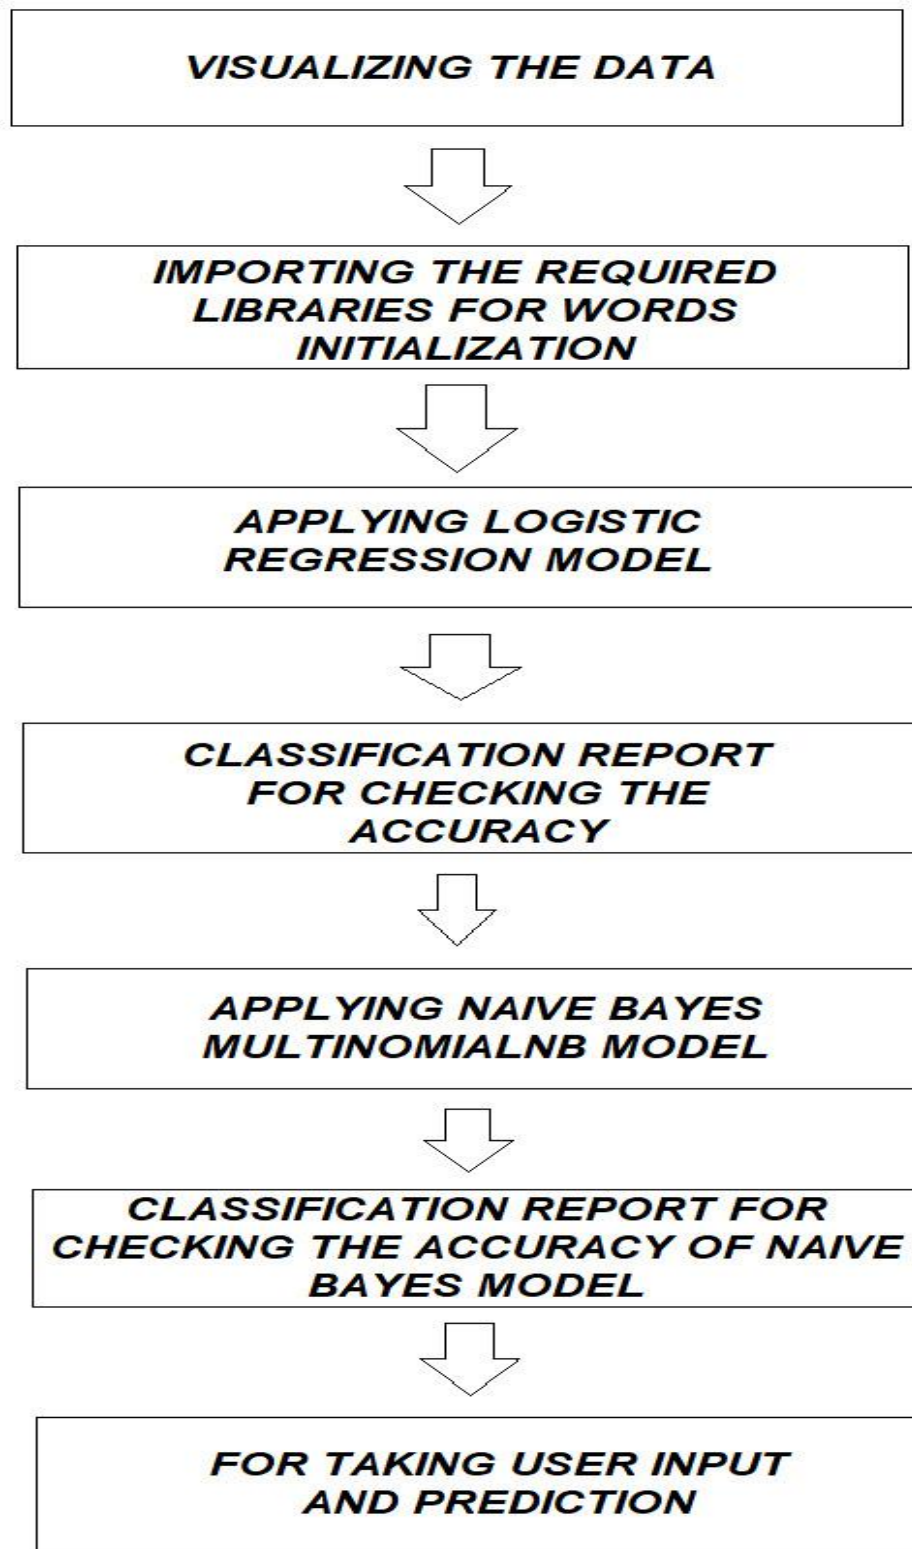 VISUALIZING THE DATA
IMPORTING THE REQUIRED
LIBRARIES FOR WORDS
INITIALIZATION
APPLYING LOGISTIC
REGRESSION MODEL
CLASSIFICATION REPORT
FOR CHECKING THE
ACCURACY
APPLYING NAIVE BAYES
MULTINOMIALNB MODEL
CLASSIFICATION REPORT FOR
CHECKING THE ACCURACY OF NAIVE
BAYES MODEL
FOR TAKING USER INPUT
AND PREDICTION